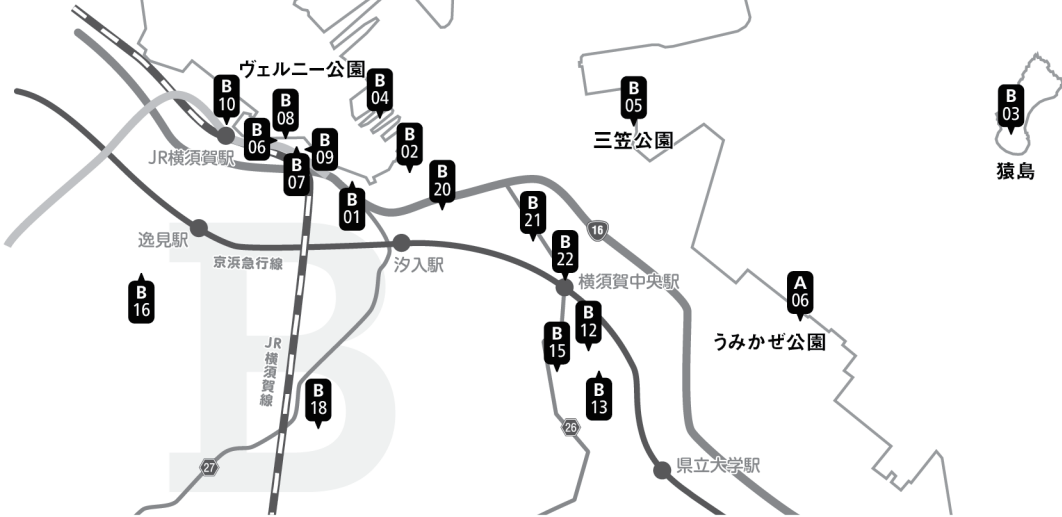 ヴェルニー公園
B
10
B
08
B
04
B
05
B
03
B
06
B
09
B
02
三笠公園
JR横須賀駅
B
07
猿島
B
01
B
20
B
21
16
逸見駅
京浜急行線
汐入駅
B
22
横須賀中央駅
B
16
A
06
B
12
うみかぜ公園
B
15
JR
横
須
賀
線
B
18
B
13
26
27
県立大学駅
B